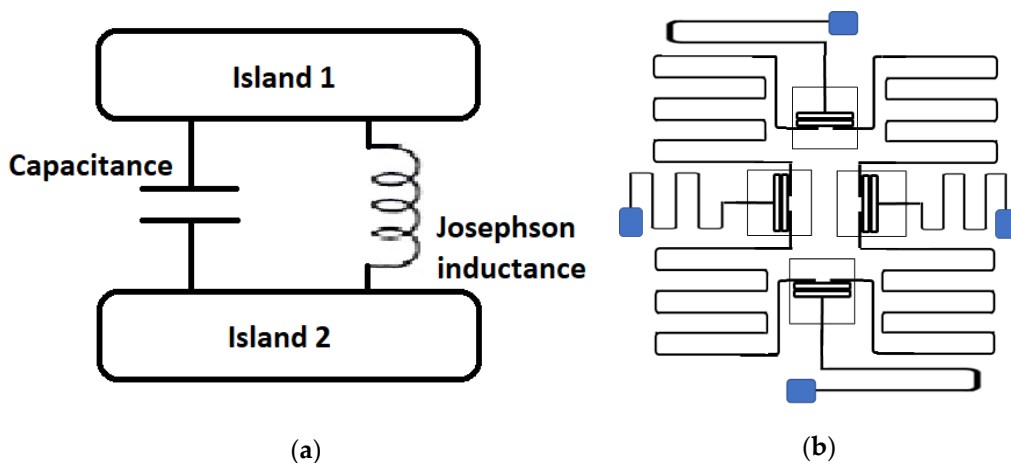 Island 1
Capacitance
Josephson
inductance
Island 2
(a)
(b)